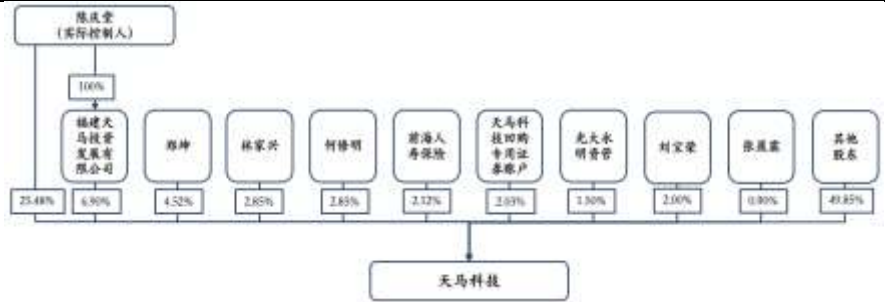 陈庆堂
(实际控制人)
100%
福建天
马投资
发展有
限公司
郑坤
林家兴
何修明
前海人
寿保险
天马科
技回购
专用证
券账户
光大永
明资管
刘宝荣
张蕉霖
其他
股东
25.48%
6.90%
4.52%
2.85%
2.85%
2.12%
2.03%
2.00%
49.85%
天马科技